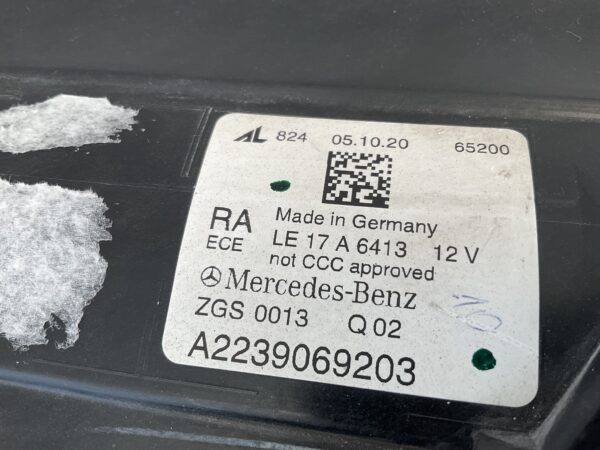 AL 824 05.10.20 65200
RA Made in Germany
ECE LE 17 A 6413 12 V
not CCC approved
Mercedes-Benz
ZGS 0013 Q 02
A2239069203